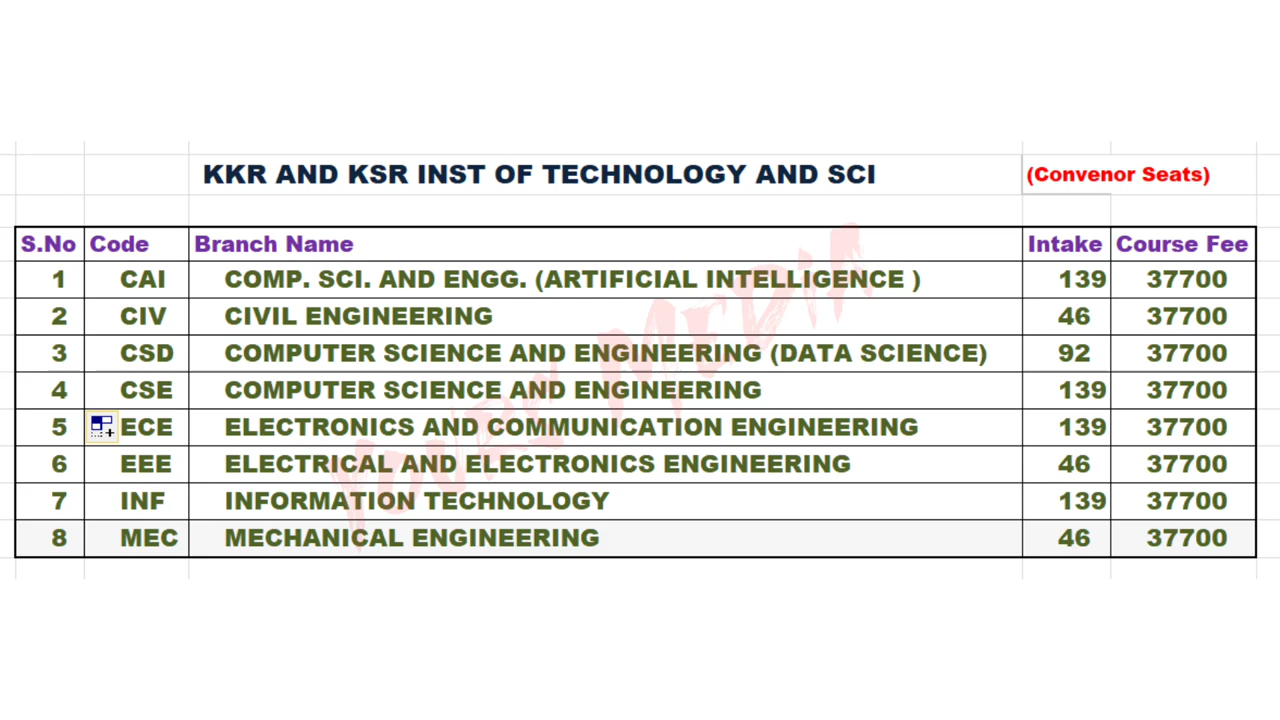 KKR AND KSR INST OF TECHNOLOGY AND SCI (Convenor Seats)
S.No Code Branch Name Intake Course Fee
1 CAI COMP. SCI. AND ENGG. (ARTIFICIAL INTELLIGENCE ) 139 37700
2 CIV CIVIL ENGINEERING 46 37700
3 CSD COMPUTER SCIENCE AND ENGINEERING (DATA SCIENCE) 92 37700
4 CSE COMPUTER SCIENCE AND ENGINEERING 139 37700
5 ECE ELECTRONICS AND COMMUNICATION ENGINEERING 139 37700
6 EEE ELECTRICAL AND ELECTRONICS ENGINEERING 46 37700
7 INF INFORMATION TECHNOLOGY 139 37700
8 MEC MECHANICAL ENGINEERING 46 37700
MEDIA